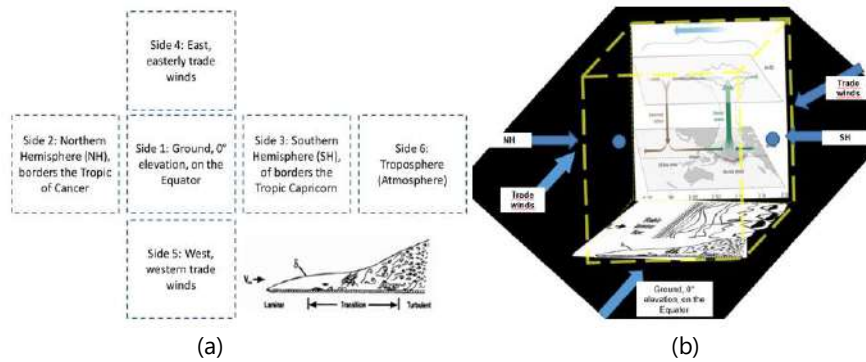 Side 4: East,
easterly trade
winds
Side 2: Northern
Hemisphere (NH),
borders the Tropic
of Cancer
Side 1: Ground, 0°
elevation, on the
Equator
Side 3: Southern
Hemisphere (SH),
of borders the
Tropic Capricorn
Side 6:
Troposphere
(Atmosphere)
Side 5: West,
western trade
winds
δ
V∞
Laminar
Transition
Turbulent
(a)
Trade
winds
NH
SH
Trade
winds
Ground, 0°
elevation, on the
Equator
(b)